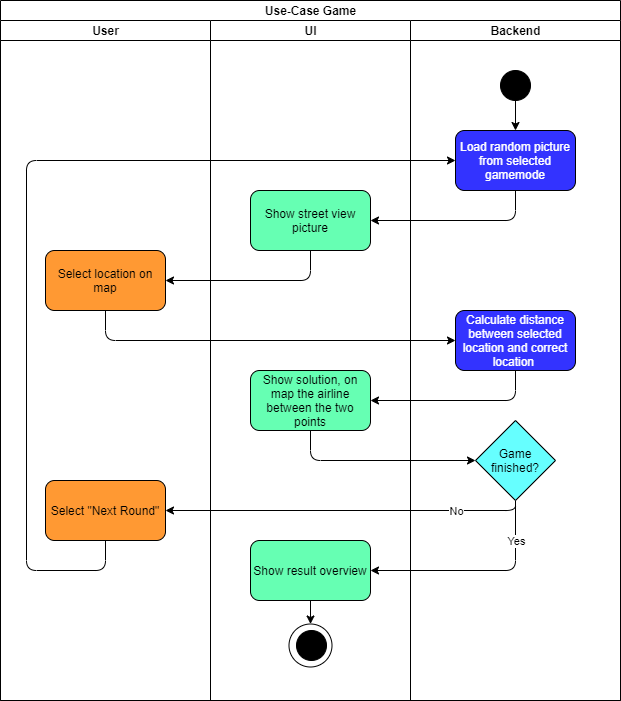 Use-Case Game
User
UI
Backend
Load random picture
from selected
gamemode
Show street view
picture
Select location on
map
Calculate distance
between selected
location and correct
location
Show solution, on
map the airline
between the two
points
Game
finished?
Select "Next Round"
No
Yes
Show result overview